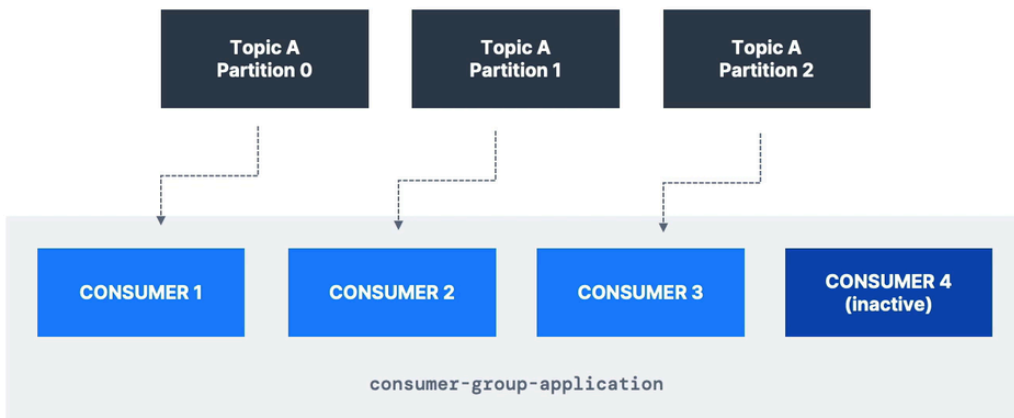 Topic A
Partition 0
Topic A
Partition 1
Topic A
Partition 2
CONSUMER 1
CONSUMER 2
CONSUMER 3
CONSUMER 4
(inactive)
consumer-group-application